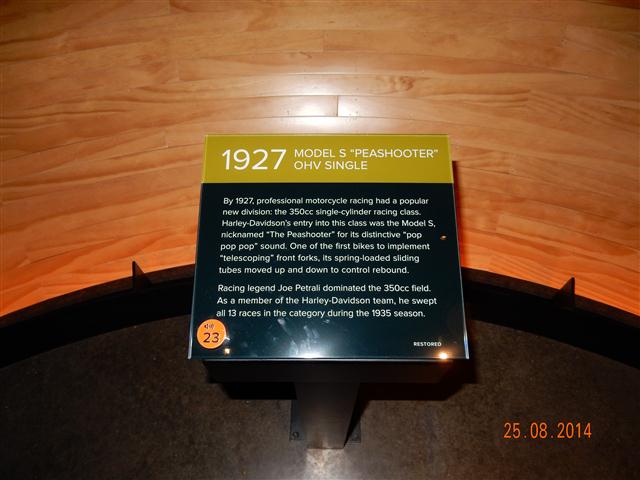 1927 MODEL S "PEASHOOTER"
OHV SINGLE
By 1927, professional motorcycle racing had a popular
new division: the 350cc single-cylinder racing class.
Harley-Davidson's entry into this class was the Model S,
nicknamed "The Peashooter" for its distinctive "pop
pop pop" sound. One of the first bikes to implement
"telescoping" front forks, its spring-loaded sliding
tubes moved up and down to control rebound.
Racing legend Joe Petrali dominated the 350cc field.
As a member of the Harley-Davidson team, he swept
all 13 races in the category during the 1935 season.
23
RESTORED
25.08.2014